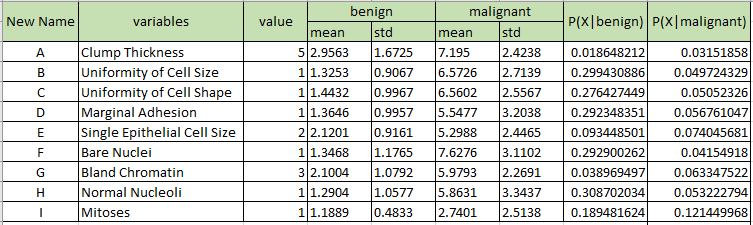 New Name variables value benign malignant P(X|benign) P(X|malignant)
mean std mean std
A Clump Thickness 5 2.9563 1.6725 7.195 2.4238 0.018648212 0.03151858
B Uniformity of Cell Size 1 1.3253 0.9067 6.5726 2.7139 0.299430886 0.049724329
C Uniformity of Cell Shape 1 1.4432 0.9967 6.5602 2.5567 0.276427449 0.05052326
D Marginal Adhesion 1 1.3646 0.9957 5.5477 3.2038 0.292348351 0.056761047
E Single Epithelial Cell Size 2 2.1201 0.9161 5.2988 2.4465 0.093448501 0.074045681
F Bare Nuclei 1 1.3468 1.1765 7.6276 3.1102 0.292900262 0.04154918
G Bland Chromatin 3 2.1004 1.0792 5.9793 2.2691 0.038969497 0.063347522
H Normal Nucleoli 1 1.2904 1.0577 5.8631 3.3437 0.308702034 0.053222794
I Mitoses 1 1.1889 0.4833 2.7401 2.5138 0.189481624 0.121449968